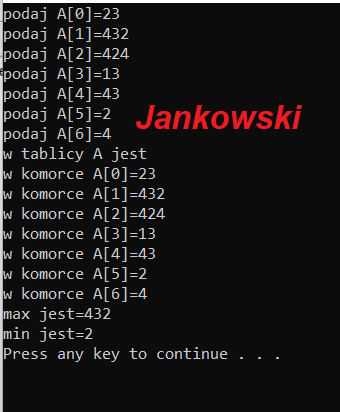 podaj A[0]=23
podaj A[1]=432
podaj A[2]=424
podaj A[3]=13
podaj A[4]=43
podaj A[5]=2
podaj A[6]=4
Jankowski
w tablicy A jest
w komorce A[0]=23
w komorce A[1]=432
w komorce A[2]=424
w komorce A[3]=13
w komorce A[4]=43
w komorce A[5]=2
w komorce A[6]=4
max jest=432
min jest=2
Press any key to continue . . .